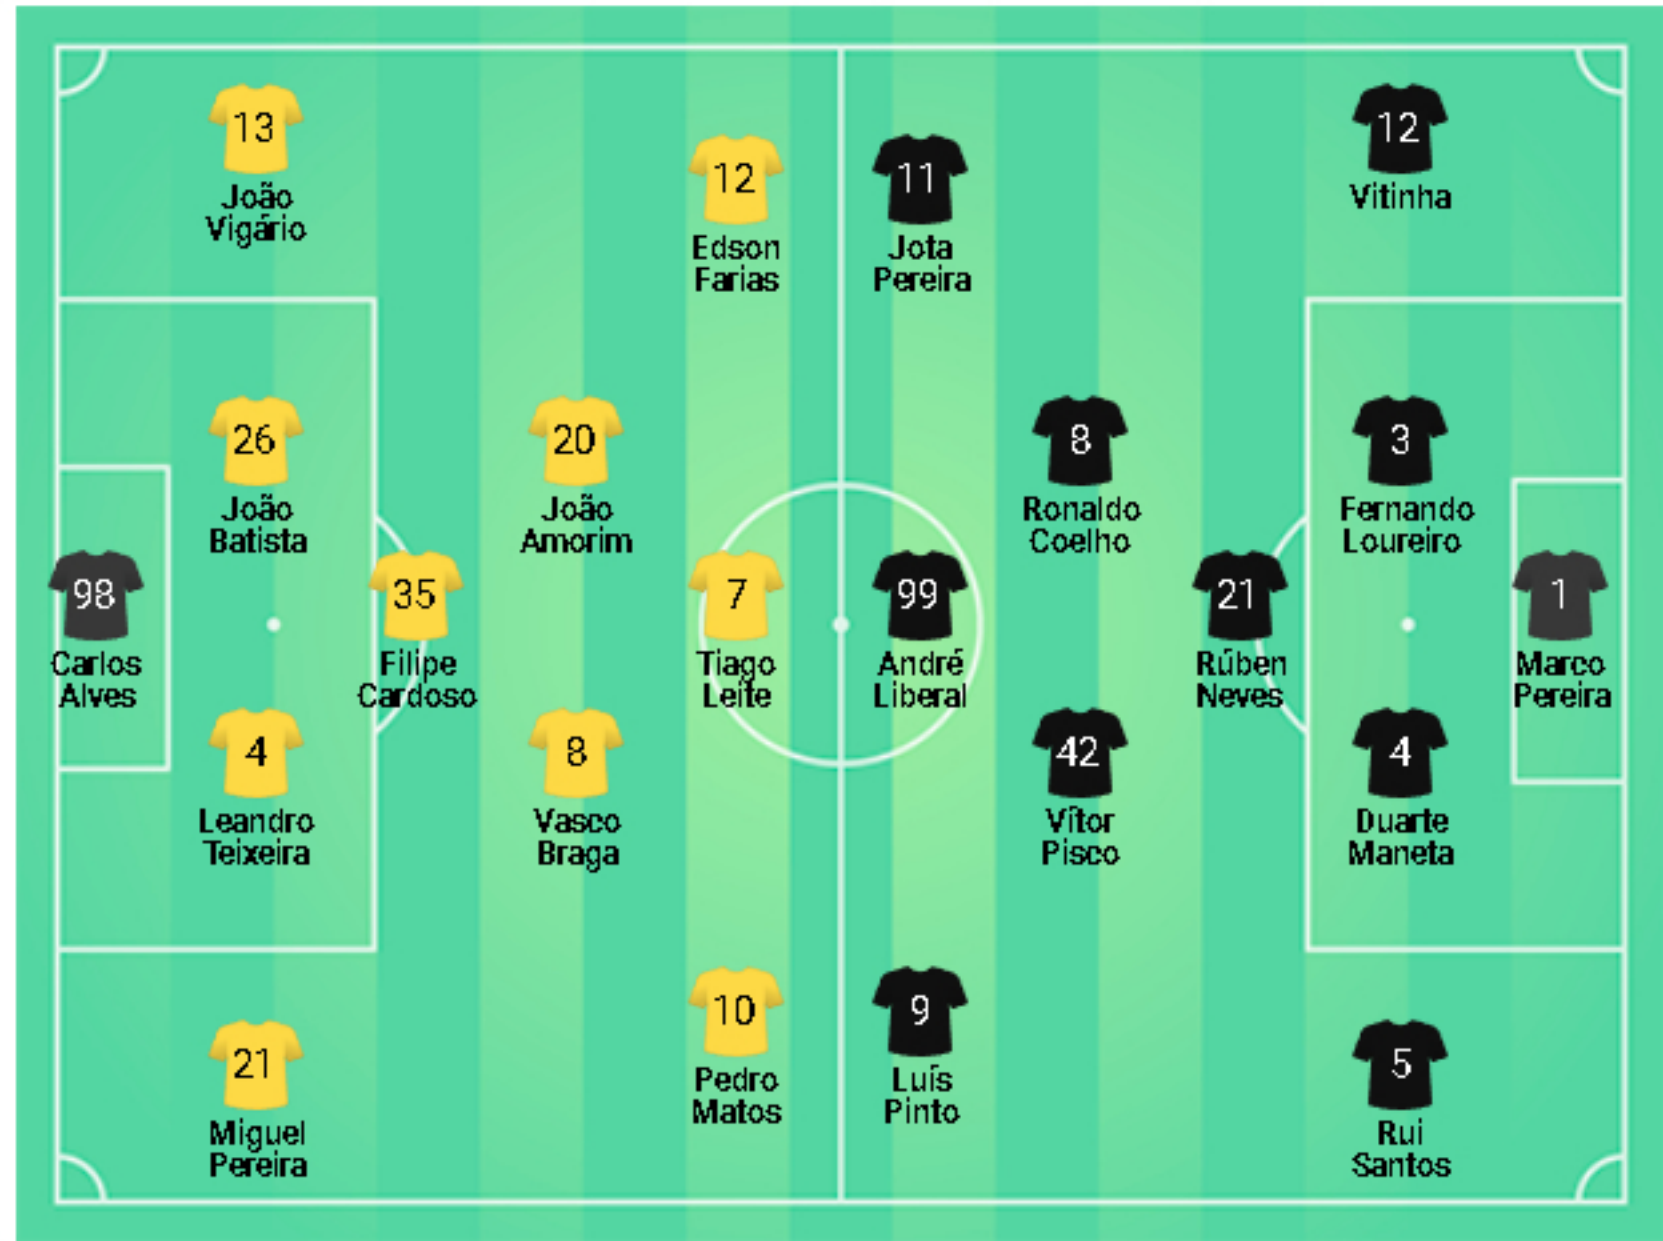 13
João
Vigário
12
Edson
Farias
11
Jota
Pereira
12
Vitinha
26
João
Batista
20
João
Amorim
8
Ronaldo
Coelho
3
Fernando
Loureiro
98
Carlos
Alves
35
Filipe
Cardoso
7
Tiago
Leite
99
André
Liberal
21
Rúben
Neves
1
Marco
Pereira
4
Leandro
Teixeira
8
Vasco
Braga
42
Vítor
Pisco
4
Duarte
Maneta
10
Pedro
Matos
9
Luís
Pinto
21
Miguel
Pereira
5
Rui
Santos